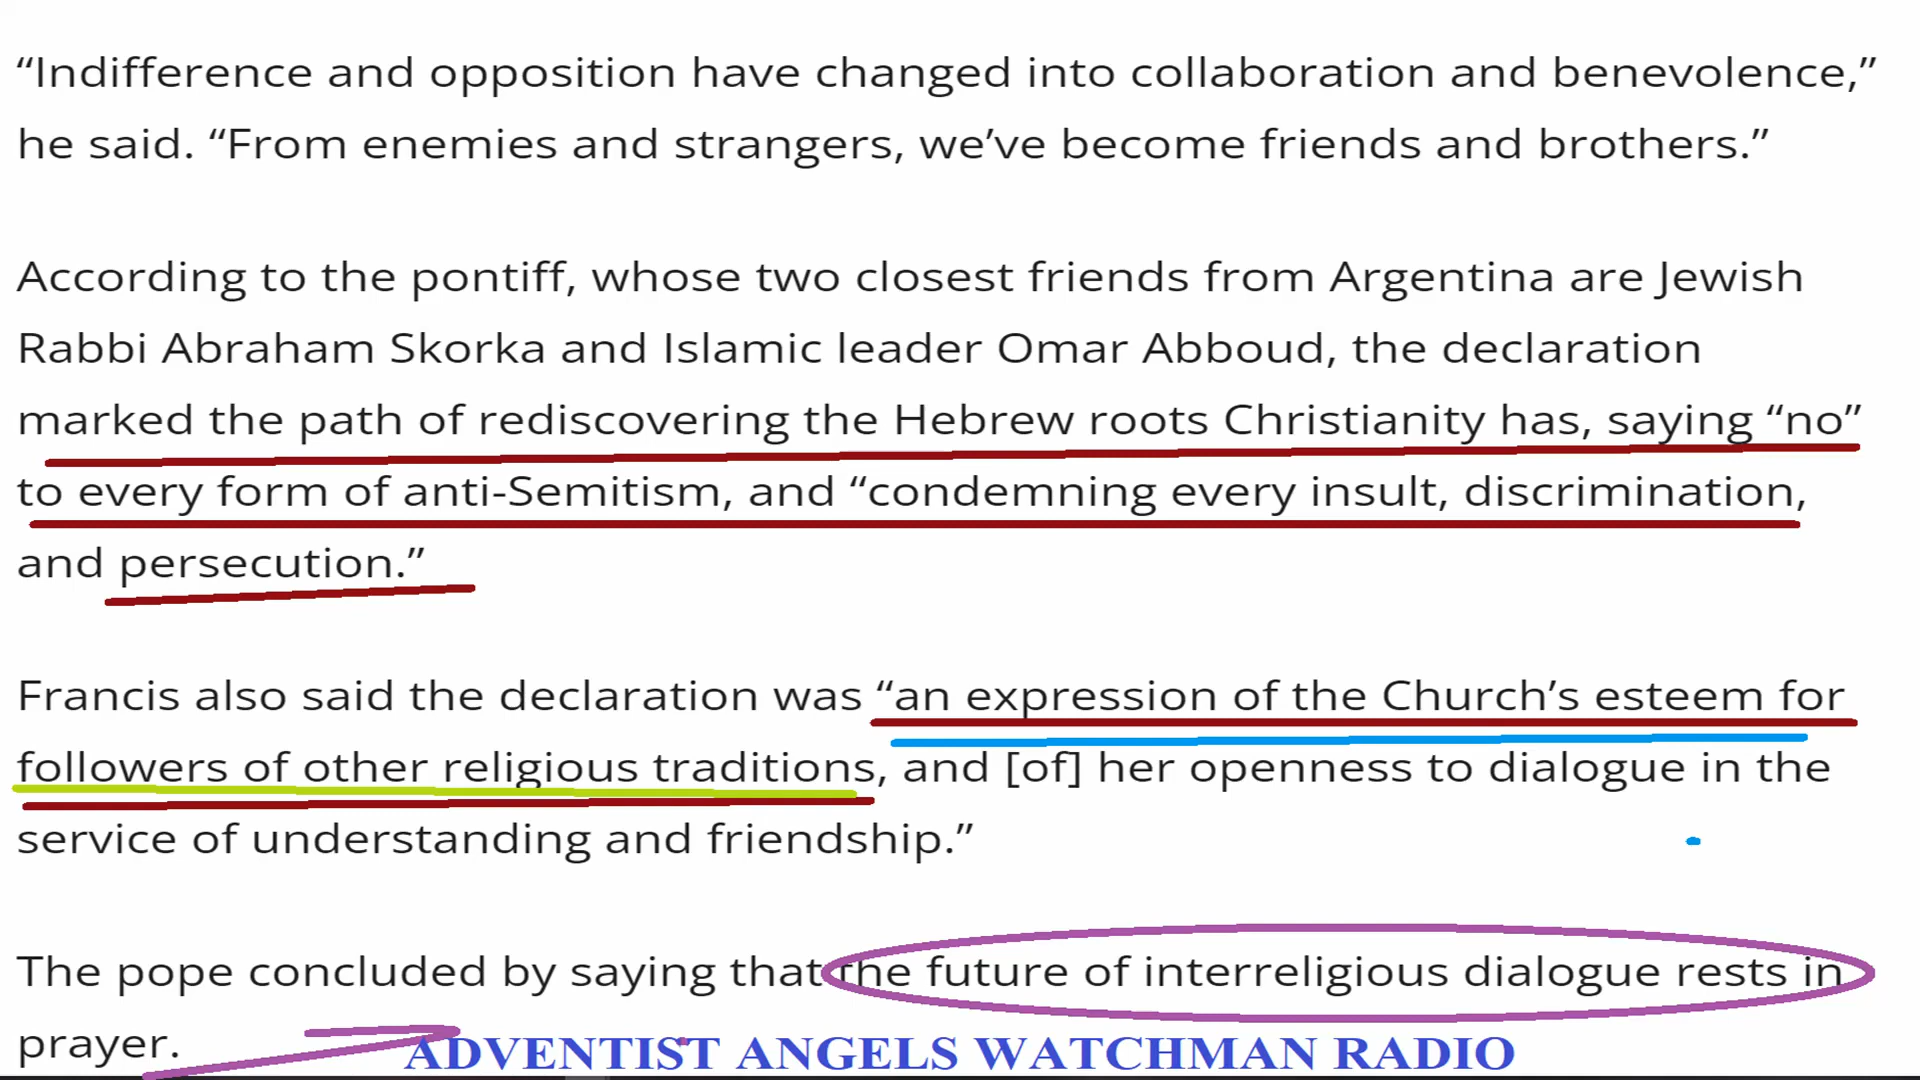 “Indifference and opposition have changed into collaboration and benevolence,”
he said. “From enemies and strangers, we’ve become friends and brothers.”
According to the pontiff, whose two closest friends from Argentina are Jewish
Rabbi Abraham Skorka and Islamic leader Omar Abboud, the declaration
marked the path of rediscovering the Hebrew roots Christianity has, saying “no”
to every form of anti-Semitism, and “condemning every insult, discrimination,
and persecution.”
Francis also said the declaration was “an expression of the Church’s esteem for
followers of other religious traditions, and [of] her openness to dialogue in the
service of understanding and friendship.”
The pope concluded by saying that the future of interreligious dialogue rests in
prayer.
ADVENTIST ANGELS WATCHMAN RADIO